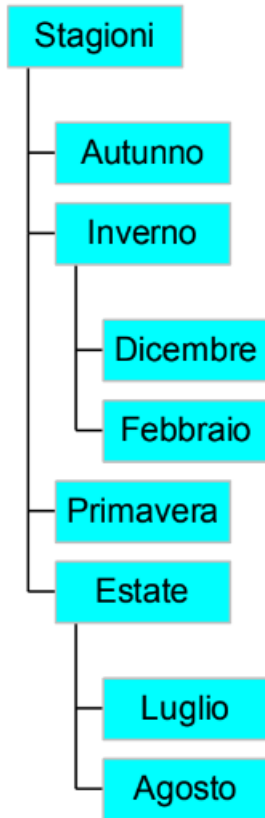 Stagioni
Autunno
Inverno
Dicembre
Febbraio
Primavera
Estate
Luglio
Agosto